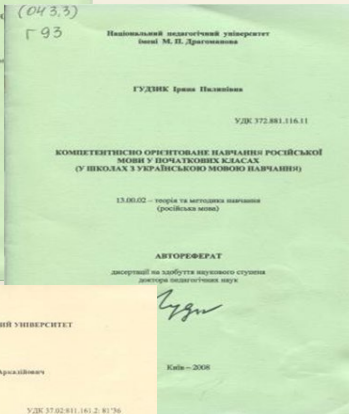 (04 3,3)
Г 93
Національний педагогічний університет
імені М. П. Драгоманова
ГУДЗИК Ірина Пилипівна
УДК 372.881.116.11
КОМПЕТЕНТНІСНО ОРІЄНТОВАНЕ НАВЧАННЯ РОСІЙСЬКОЇ
МОВИ У ПОЧАТКОВИХ КЛАСАХ
(У ШКОЛАХ З УКРАЇНСЬКОЮ МОВОЮ НАВЧАННЯ)
13.00.02 – теорія та методика навчання
(російська мова)
АВТОРЕФЕРАТ
дисертації на здобуття наукового ступеня
доктора педагогічних наук
Київ – 2008
УНІВЕРСИТЕТ
УДК 37.02:811.161.2: 81'36